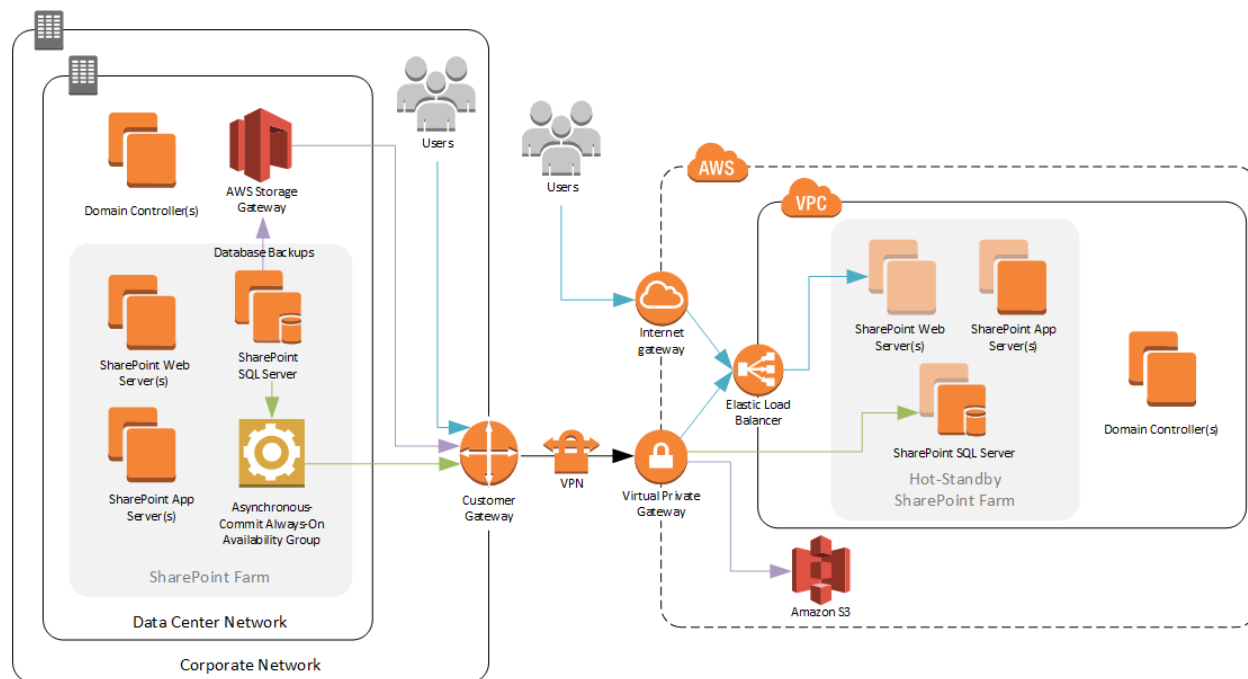 Users
Domain Controller(s)
AWS Storage
Gateway
Database Backups
SharePoint Web
Server(s)
SharePoint
SQL Server
SharePoint App
Server(s)
Asynchronous-
Commit Always-On
Availability Group
SharePoint Farm
Data Center Network
Corporate Network
Customer
Gateway
VPN
Users
AWS
VPC
Internet
gateway
Virtual Private
Gateway
Elastic Load
Balancer
SharePoint Web
Server(s)
SharePoint App
Server(s)
SharePoint SQL Server
Hot-Standby
SharePoint Farm
Domain Controller(s)
Amazon S3